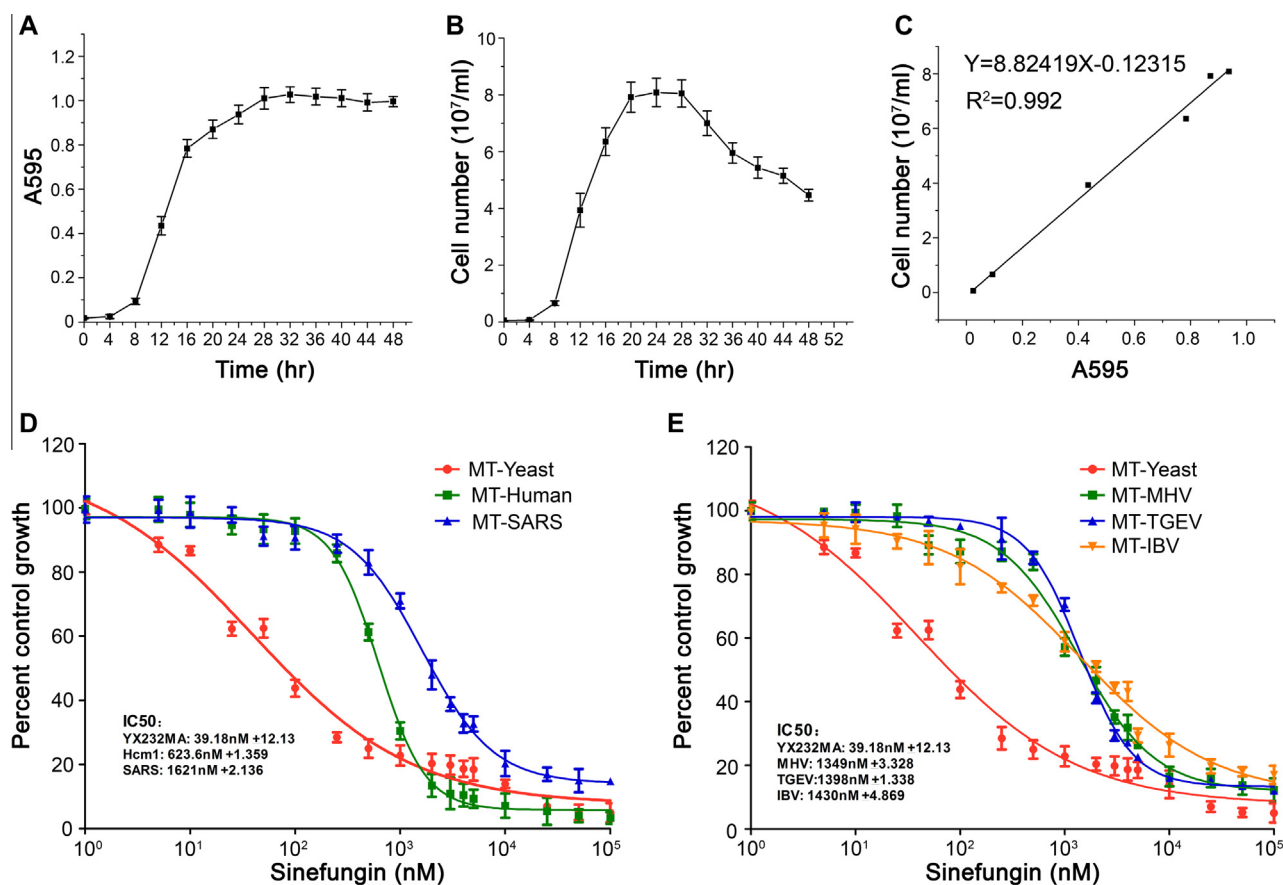 A
A595
1.2
1.0
0.8
0.6
0.4
0.2
0
0 4 8 12 16 20 24 28 32 36 40 44 48
Time (hr)
B
Cell number (10⁷/ml)
10
8
6
4
2
0
0 4 8 12 16 20 24 28 32 36 40 44 48 52
Time (hr)
C
Y=8.82419X-0.12315
R²=0.992
Cell number (10⁷/ml)
8
6
4
2
0
0 0.2 0.4 0.6 0.8 1.0
A595
D
Percent control growth
120
100
80
60
40
20
0
MT-Yeast
MT-Human
MT-SARS
IC50:
YX232MA: 39.18nM +12.13
Hcm1: 623.6nM +1.359
SARS: 1621nM +2.136
10⁰ 10¹ 10² 10³ 10⁴ 10⁵
Sinefungin (nM)
E
Percent control growth
120
100
80
60
40
20
0
MT-Yeast
MT-MHV
MT-TGEV
MT-IBV
IC50:
YX232MA: 39.18nM +12.13
MHV: 1349nM +3.328
TGEV:1398nM +1.338
IBV: 1430nM +4.869
10⁰ 10¹ 10² 10³ 10⁴ 10⁵
Sinefungin (nM)